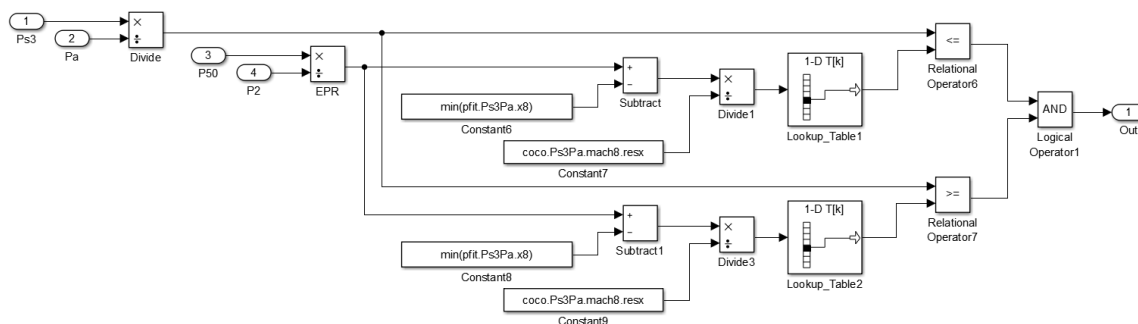 1
Ps3
2
Pa
×
÷
Divide
3
P50
4
P2
×
÷
EPR
min(pfit.Ps3Pa.x8)
Constant6
+
−
Subtract
coco.Ps3Pa.mach8.resx
Constant7
×
÷
Divide1
1-D T[k]
Lookup_Table1
<=
Relational
Operator6
AND
Logical
Operator1
1
Out
min(pfit.Ps3Pa.x8)
Constant8
+
−
Subtract1
coco.Ps3Pa.mach8.resx
Constant9
×
÷
Divide3
1-D T[k]
Lookup_Table2
>=
Relational
Operator7